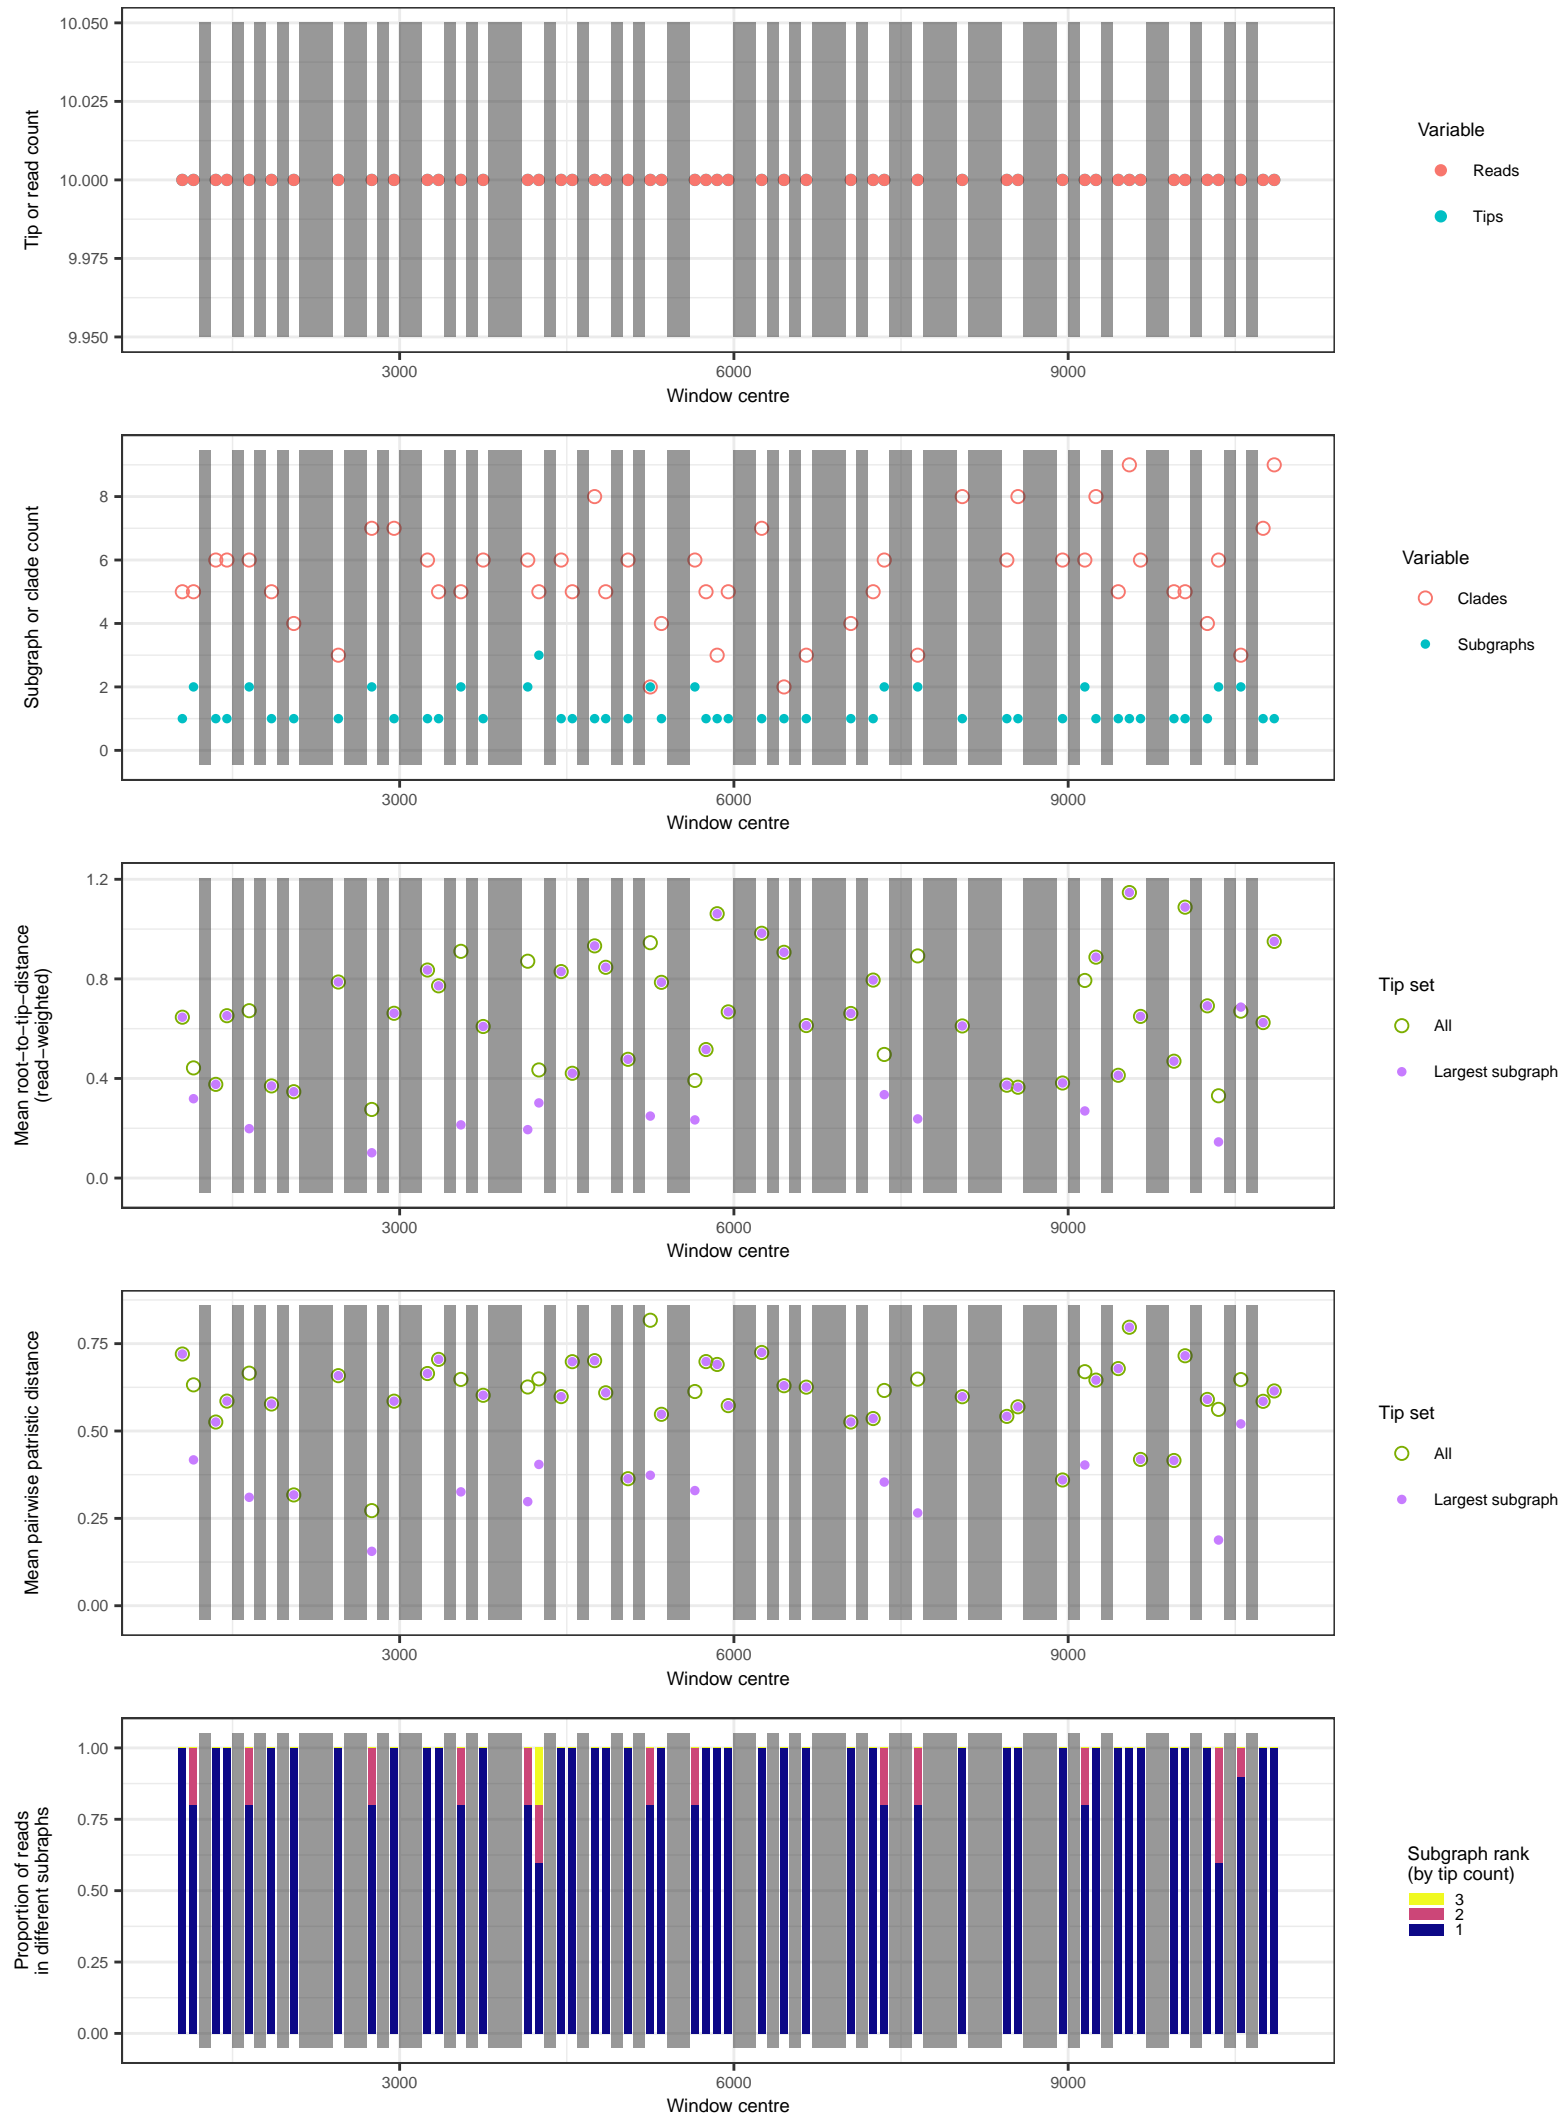 10.050
10.025
10.000
9.975
9.950
Tip or read count
3000
6000
9000
Window centre
Variable
Reads
Tips
8
6
4
2
0
Subgraph or clade count
3000
6000
9000
Window centre
Variable
Clades
Subgraphs
1.2
0.8
0.4
0.0
Mean root−to−tip−distance
(read−weighted)
3000
6000
9000
Window centre
Tip set
All
Largest subgraph
0.75
0.50
0.25
0.00
Mean pairwise patristic distance
3000
6000
9000
Window centre
Tip set
All
Largest subgraph
1.00
0.75
0.50
0.25
0.00
Proportion of reads
in different subraphs
3000
6000
9000
Window centre
Subgraph rank
(by tip count)
3
2
1